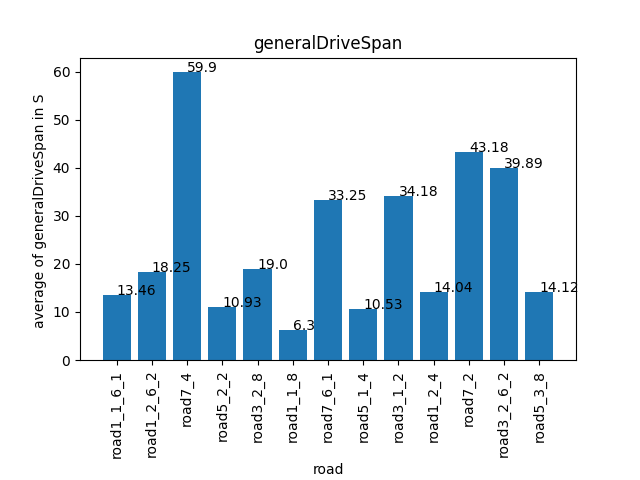 generalDriveSpan
average of generalDriveSpan in S
60
50
40
30
20
10
0
13.46
18.25
59.9
10.93
19.0
6.3
33.25
10.53
34.18
14.04
43.18
39.89
14.12
road1_1_6_1
road1_2_6_2
road7_4
road5_2_2
road3_2_8
road1_1_8
road7_6_1
road5_1_4
road3_1_2
road1_2_4
road7_2
road3_2_6_2
road5_3_8
road